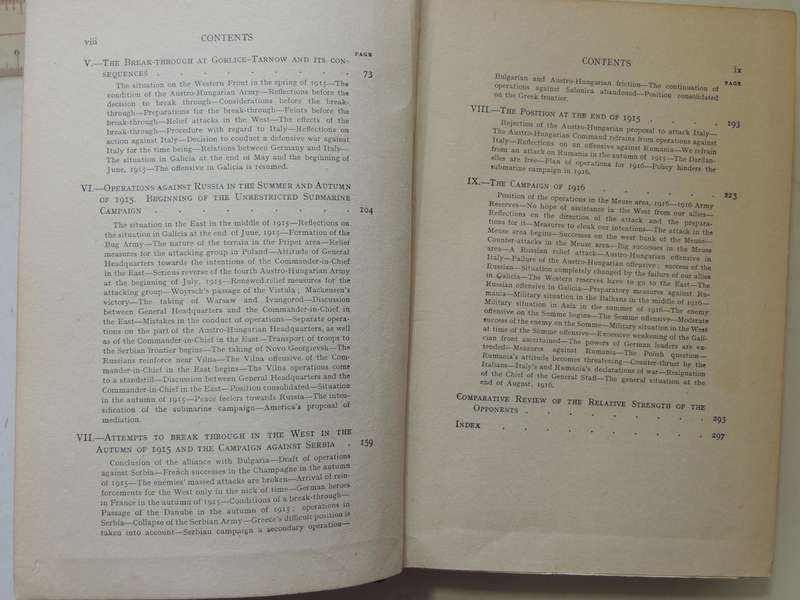 viii
CONTENTS
PAGE
V.—The Break-through at Gorlice-Tarnow and its con-
sequences . . . . . . . . 73
The situation on the Western Front in the spring of 1915—The
condition of the Austro-Hungarian Army—Reflections before the
decision to break through—Considerations before the break-
through—Preparations for the break-through—Feints before the
break-through—Relief attacks in the West—The effects of the
break-through—Procedure with regard to Italy—Reflections on
action against Italy—Decision to conduct a defensive war against
Italy for the time being—Relations between Germany and Italy—
The situation in Galicia at the end of May and the beginning of
June, 1915—The offensive in Galicia is resumed.
VI.—Operations against Russia in the Summer and Autumn
of 1915. Beginning of the Unrestricted Submarine
Campaign . . . . . . . . 104
The situation in the East in the middle of 1915—Reflections on
the situation in Galicia at the end of June, 1915—Formation of the
Bug Army—The nature of the terrain in the Pripet area—Relief
measures for the attacking group in Poland—Attitude of General
Headquarters towards the intentions of the Commander-in-Chief
in the East—Serious reverse of the fourth Austro-Hungarian Army
at the beginning of July, 1915—Renewed relief measures for the
attacking group—Woyrsch's passage of the Vistula; Mackensen's
victory—The taking of Warsaw and Ivangorod—Discussion
between General Headquarters and the Commander-in-Chief in
the East—Mistakes in the conduct of operations—Separate opera-
tions on the part of the Austro-Hungarian Headquarters, as well
as of the Commander-in-Chief in the East—Transport of troops to
the Serbian frontier begins—The taking of Novo Georgievsk—The
Russians reinforce near Vilna—The Vilna offensive of the Com-
mander-in-Chief in the East begins—The Vilna operations come
to a standstill—Discussion between General Headquarters and the
Commander-in-Chief in the East—Position consolidated—Situation
in the autumn of 1915—Peace feelers towards Russia—The inten-
sification of the submarine campaign—America's proposal of
mediation.
VII.—Attempts to break through in the West in the
Autumn of 1915 and the Campaign against Serbia . 159
Conclusion of the alliance with Bulgaria—Draft of operations
against Serbia—French successes in the Champagne in the autumn
of 1915—The enemies' massed attacks are broken—Arrival of rein-
forcements for the West only in the nick of time—German heroes
in France in the autumn of 1915—Conditions of a break-through—
Passage of the Danube in the autumn of 1915; operations in
Serbia—Collapse of the Serbian Army—Greece's difficult position is
taken into account—Serbian campaign a secondary operation—
CONTENTS
ix
PAGE
Bulgarian and Austro-Hungarian friction—The continuation of
operations against Salonica abandoned—Position consolidated
on the Greek frontier.
VIII.—The Position at the end of 1915 . . . . 193
Rejection of the Austro-Hungarian proposal to attack Italy—
The Austro-Hungarian Command refrains from operations against
Italy—Reflections on an offensive against Rumania—We refrain
from an attack on Rumania in the autumn of 1915—The Dardan-
elles are free—Plan of operations for 1916—Policy hinders the
submarine campaign in 1916.
IX.—The Campaign of 1916 . . . . . . 223
Position of the operations in the Meuse area, 1916—1916 Army
Reserves—No hope of assistance in the West from our allies—
Reflections on the direction of the attack and the prepara-
tions for it—Measures to cloak our intentions—The attack in the
Meuse area begins—Successes on the west bank of the Meuse—
Counter-attacks in the Meuse area—Big successes in the Meuse
area—A Russian relief attack—Austro-Hungarian offensive in
Italy—Failure of the Austro-Hungarian offensive; success of the
Russian—Situation completely changed by the failure of our allies
in Galicia—The Western reserves have to go to the East—The
Russian offensive in Galicia—Preparatory measures against Ru-
mania—Military situation in the Balkans in the middle of 1916—
Military situation in Asia in the summer of 1916—The enemy
offensive on the Somme begins—The Somme offensive—Moderate
success of the enemy on the Somme—Military situation in the West
at time of the Somme offensive—Excessive weakening of the Gali-
cian front ascertained—The powers of German leaders are ex-
tended—Measures against Rumania—The Polish question—
Rumania's attitude becomes threatening—Counter-thrust by the
Italians—Italy's and Rumania's declarations of war—Resignation
of the Chief of the General Staff—The general situation at the
end of August, 1916.
Comparative Review of the Relative Strength of the
Opponents . . . . . . . . 293
Index . . . . . . . . . 297